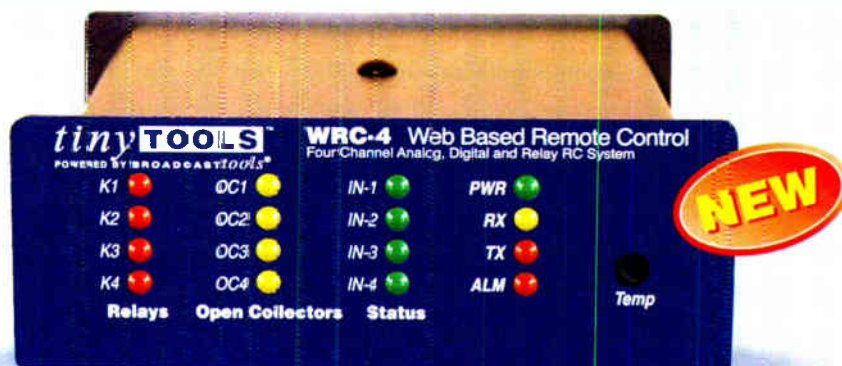 tiny TOOLS™ WRC-4 Web Based Remote Control
POWERED BY BROADCAST tools® Four Channel Analog, Digital and Relay RC System
NEW
K1 OC1 IN-1 PWR
K2 OC2 IN-2 RX
K3 OC3 IN-3 TX
K4 OC4 IN-4 ALM
Temp
Relays Open Collectors Status